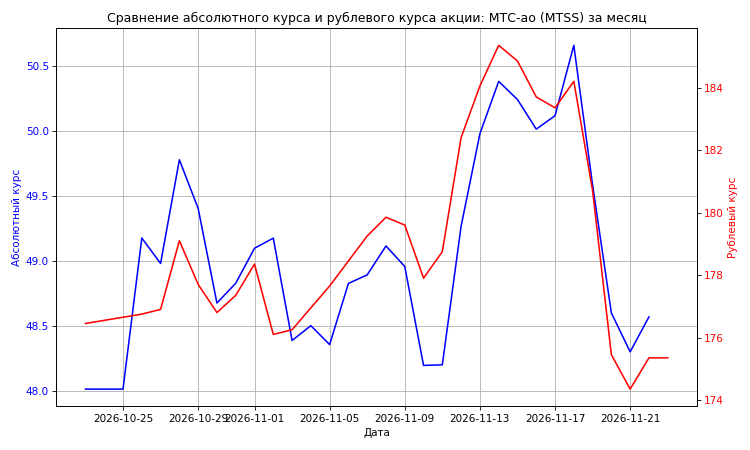 Сравнение абсолютного курса и рублевого курса акции: МТС-ао (MTSS) за месяц
50.5
50.0
49.5
49.0
48.5
48.0
Абсолютный курс
184
182
180
178
176
174
Рублевый курс
2026-10-25 2026-10-29 2026-11-01 2026-11-05 2026-11-09 2026-11-13 2026-11-17 2026-11-21
Дата